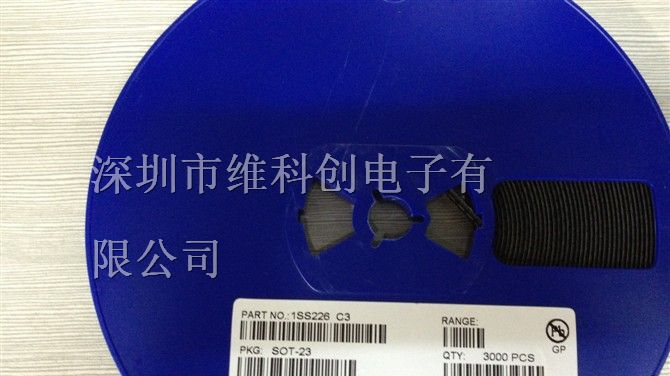 深圳市维科创电子有
限公司
PART NO.: 1SS226 C3
RANGE:
PKG: SOT-23
QTY: 3000 PCS
GP